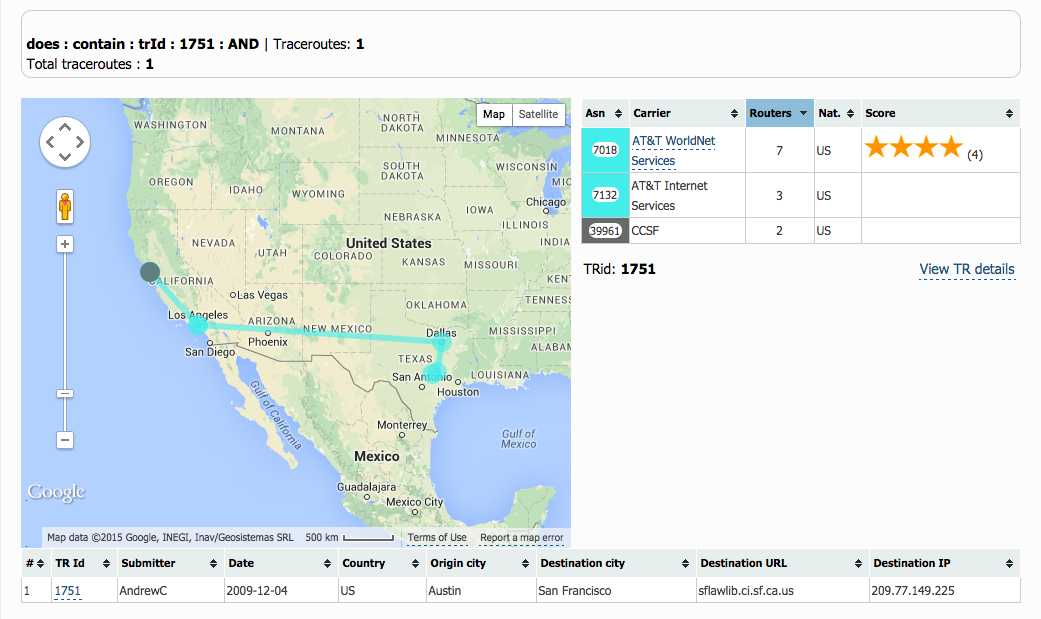 does : contain : trId : 1751 : AND | Traceroutes: 1
Total traceroutes : 1
Map Satellite
WASHINGTON
MONTANA
NORTH
DAKOTA
MINNESOTA
OREGON
IDAHO
WYOMING
SOUTH
DAKOTA
WISCONSIN
MIC
Chicago
NEBRASKA
IOWA
ILLINOIS
NEVADA
UTAH
COLORADO
United States
KANSAS
MISSOURI
INDIA
KENT
CALIFORNIA
Las Vegas
OKLAHOMA
TENNESS
Los Angeles
ARIZONA
NEW MEXICO
Dallas
MISSISSIPPI
San Diego
Phoenix
TEXAS
ALABAM
San Antonio
LOUISIANA
Houston
Gulf of California
Monterrey
Gulf of
Mexico
Mexico
Guadalajara
Mexico City
Google
Map data ©2015 Google, INEGI, Inav/Geosistemas SRL 500 km Terms of Use Report a map error
Asn Carrier Routers Nat. Score
7018 AT&T WorldNet Services 7 US (4)
7132 AT&T Internet Services 3 US
39961 CCSF 2 US
TRid: 1751 View TR details
# TR Id Submitter Date Country Origin city Destination city Destination URL Destination IP
1 1751 AndrewC 2009-12-04 US Austin San Francisco sflawlib.ci.sf.ca.us 209.77.149.225